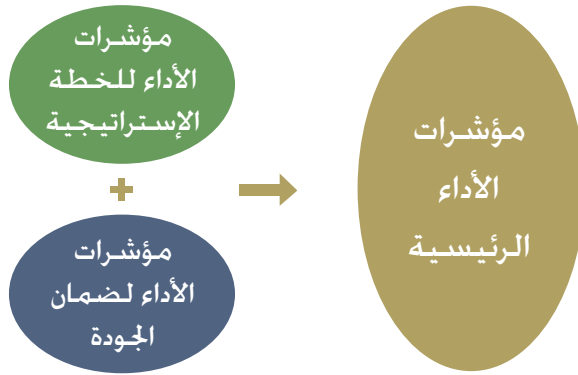 مؤشرات
الأداء للخطة
الإستراتيجية
+
مؤشرات
الأداء لضمان
الجودة
مؤشرات
الأداء
الرئيسية